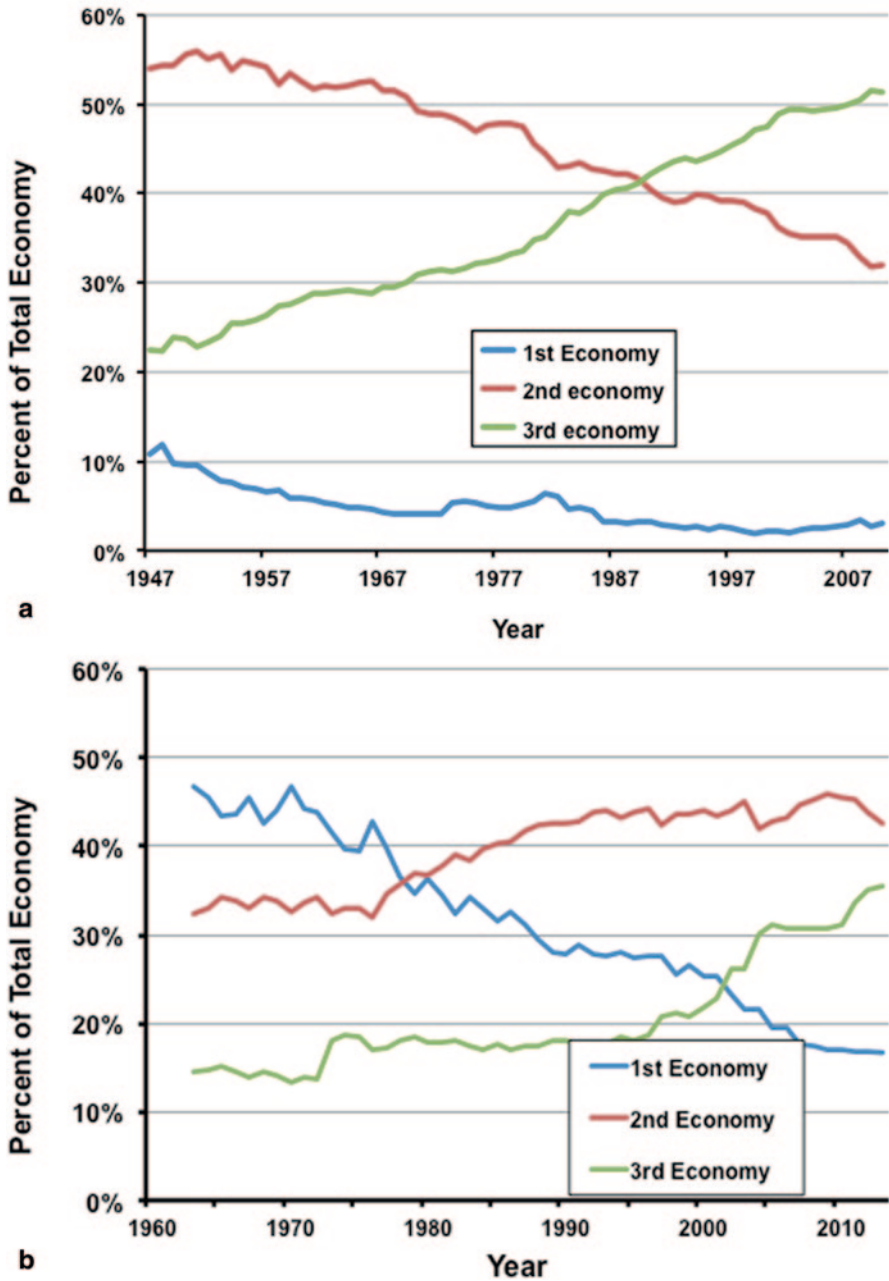 60%
50%
40%
30%
20%
10%
0%
Percent of Total Economy
1st Economy
2nd economy
3rd economy
1947 1957 1967 1977 1987 1997 2007
Year
a
60%
50%
40%
30%
20%
10%
0%
Percent of Total Economy
1st Economy
2nd Economy
3rd Economy
1960 1970 1980 1990 2000 2010
Year
b